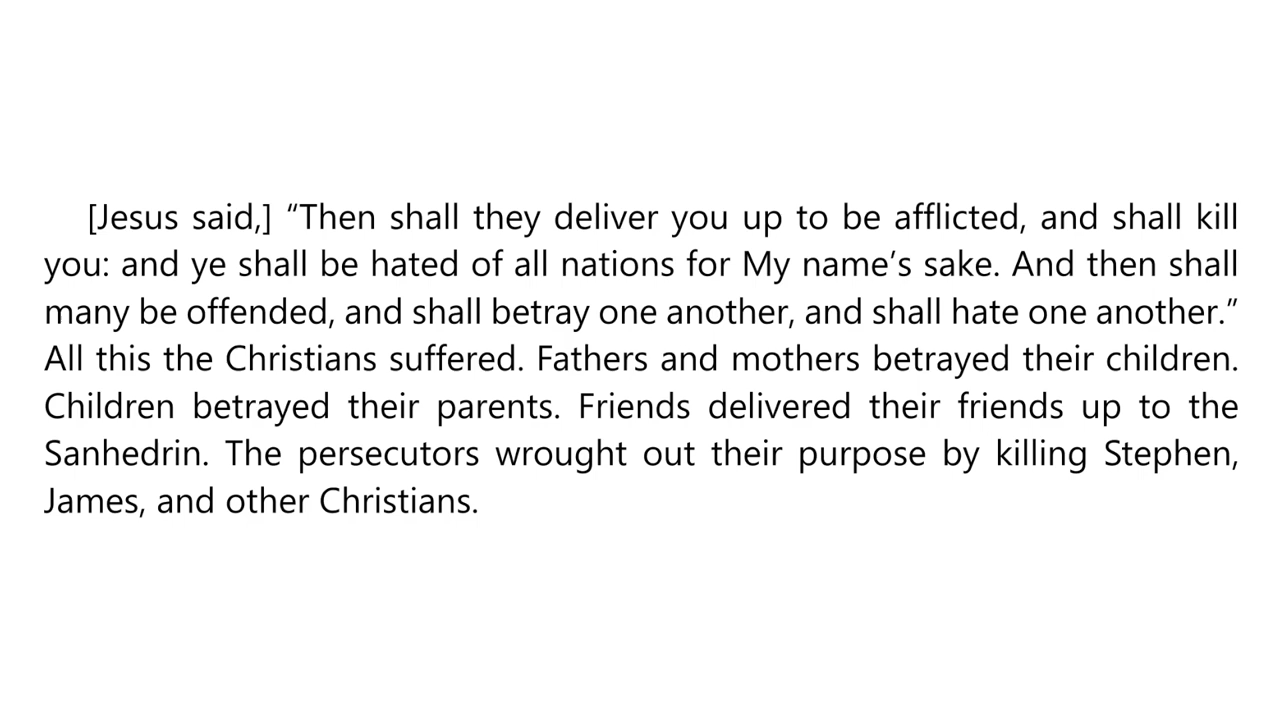 [Jesus said,] “Then shall they deliver you up to be afflicted, and shall kill
you: and ye shall be hated of all nations for My name’s sake. And then shall
many be offended, and shall betray one another, and shall hate one another.”
All this the Christians suffered. Fathers and mothers betrayed their children.
Children betrayed their parents. Friends delivered their friends up to the
Sanhedrin. The persecutors wrought out their purpose by killing Stephen,
James, and other Christians.